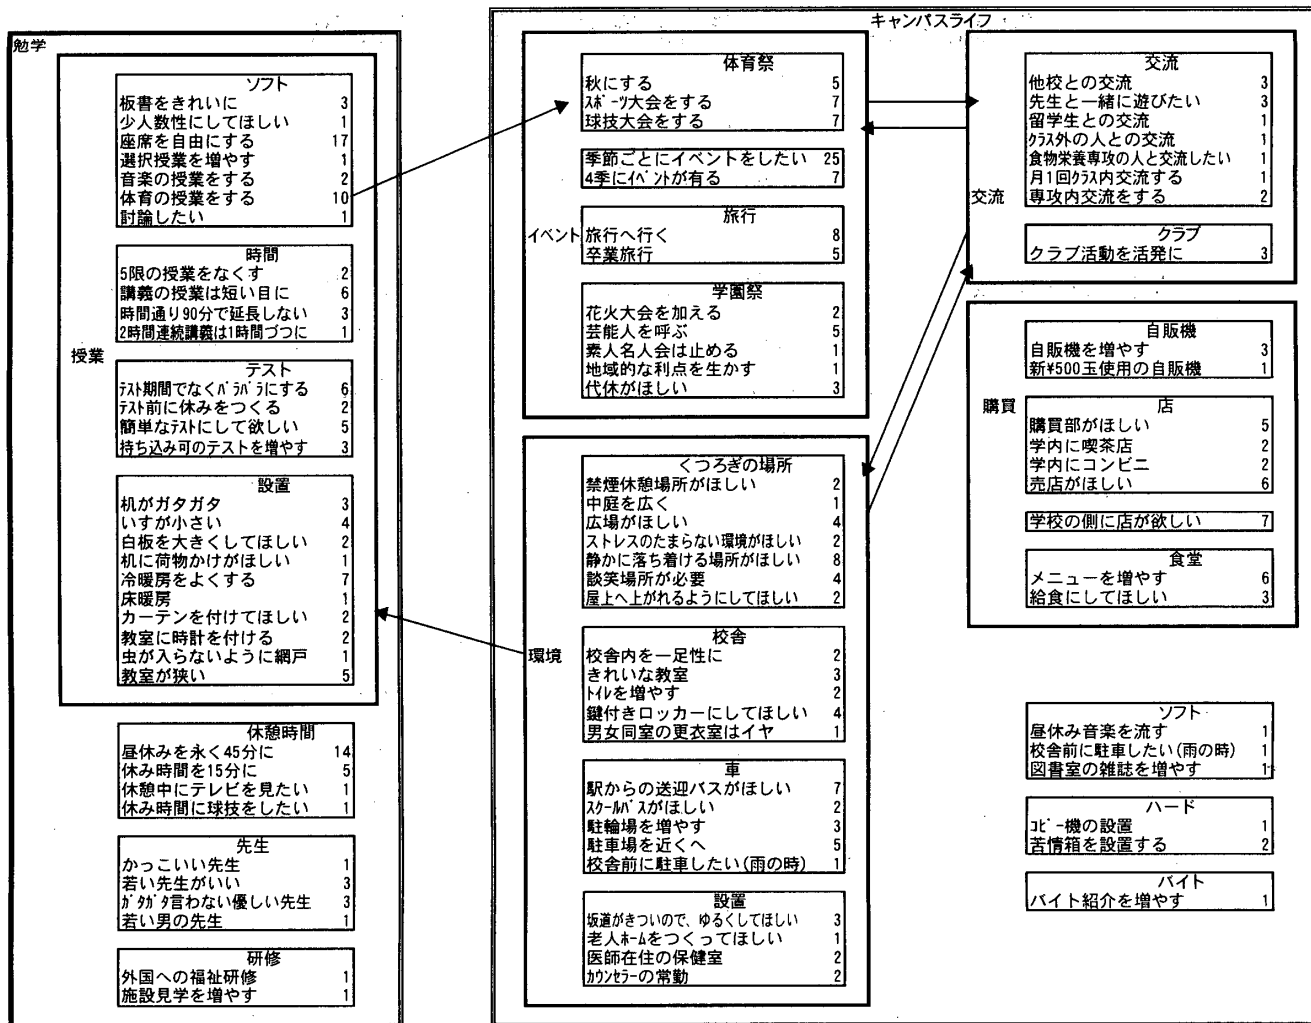 勉学
ソフト
板書をきれいに 3
少人数性にしてほしい 1
座席を自由にする 17
選択授業を増やす 1
音楽の授業をする 2
体育の授業をする 10
討論したい 1
時間
5限の授業をなくす 2
講義の授業は短い目に 6
時間通り90分で延長しない 3
2時間連続講義は1時間づつに 1
授業
テスト
テスト期間でなくバラバラにする 6
テスト前に休みをつくる 2
簡単なテストにして欲しい 5
持ち込み可のテストを増やす 3
設置
机がガタガタ 3
いすが小さい 4
白板を大きくしてほしい 2
机に荷物かけがほしい 1
冷暖房をよくする 7
床暖房 1
カーテンを付けてほしい 2
教室に時計を付ける 2
虫が入らないように網戸 1
教室が狭い 5
休憩時間
昼休みを永く45分に 14
休み時間を15分に 5
休憩中にテレビを見たい 1
休み時間に球技をしたい 1
先生
かっこいい先生 1
若い先生がいい 3
ガタガタ言わない優しい先生 3
若い男の先生 1
研修
外国への福祉研修 1
施設見学を増やす 1
キャンパスライフ
体育祭
秋にする 5
スポーツ大会をする 7
球技大会をする 7
季節ごとにイベントをしたい 25
4季にイベントが有る 7
イベント
旅行
旅行へ行く 8
卒業旅行 5
学園祭
花火大会を加える 2
芸能人を呼ぶ 5
素人名人会は止める 1
地域的な利点を生かす 1
代休がほしい 3
くつろぎの場所
禁煙休憩場所がほしい 2
中庭を広く 1
広場がほしい 4
ストレスのたまらない環境がほしい 2
静かに落ち着ける場所がほしい 8
談笑場所が必要 4
屋上へ上がれるようにしてほしい 2
環境
校舎
校舎内を一足性に 2
きれいな教室 3
トイレを増やす 2
鍵付きロッカーにしてほしい 4
男女同室の更衣室はイヤ 1
車
駅からの送迎バスがほしい 7
スクールバスがほしい 2
駐輪場を増やす 3
駐車場を近くへ 5
校舎前に駐車したい(雨の時) 1
設置
坂道がきついので、ゆるくしてほしい 3
老人ホームをつくってほしい 1
医師在住の保健室 2
カウンセラーの常勤 2
交流
他校との交流 3
先生と一緒に遊びたい 3
留学生との交流 1
クラス外の人との交流 1
食物栄養専攻の人と交流したい 1
月1回クラス内交流する 1
専攻内交流をする 2
交流
クラブ
クラブ活動を活発に 3
自販機
自販機を増やす 3
新¥500玉使用の自販機 1
購買
店
購買部がほしい 5
学内に喫茶店 2
学内にコンビニ 2
売店がほしい 6
学校の側に店が欲しい 7
食堂
メニューを増やす 6
給食にしてほしい 3
ソフト
昼休み音楽を流す 1
校舎前に駐車したい(雨の時) 1
図書室の雑誌を増やす 1
ハード
コピー機の設置 1
苦情箱を設置する 2
バイト
バイト紹介を増やす 1